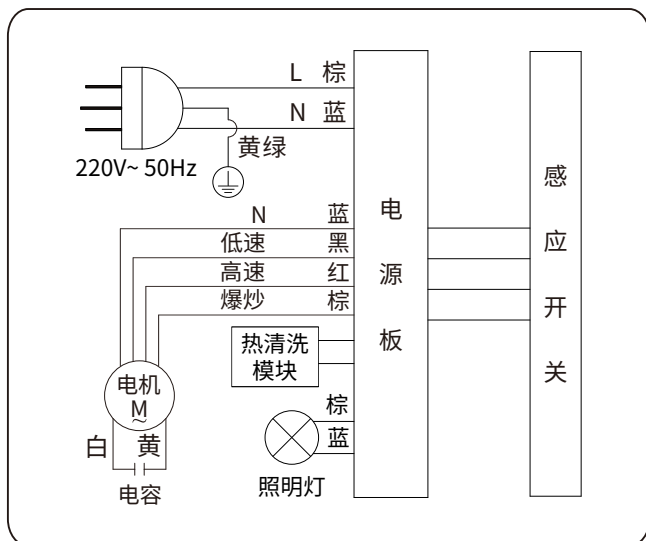 L 棕
N 蓝
黄绿
220V~ 50Hz
N 蓝
低速 黑
高速 红
爆炒 棕
热清洗
模块
电机
M
~
白 黄
电容
棕
蓝
照明灯
电
源
板
感
应
开
关